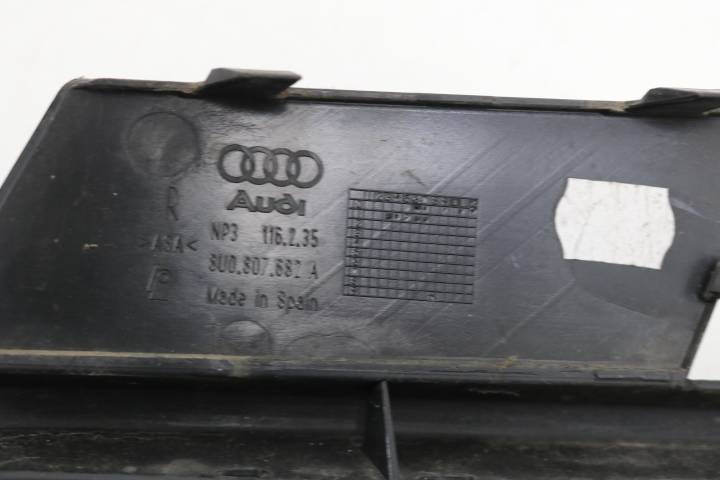 Audi
R
NP3 116.2.35
>ASA<
8U0.807.682 A
Made in Spain